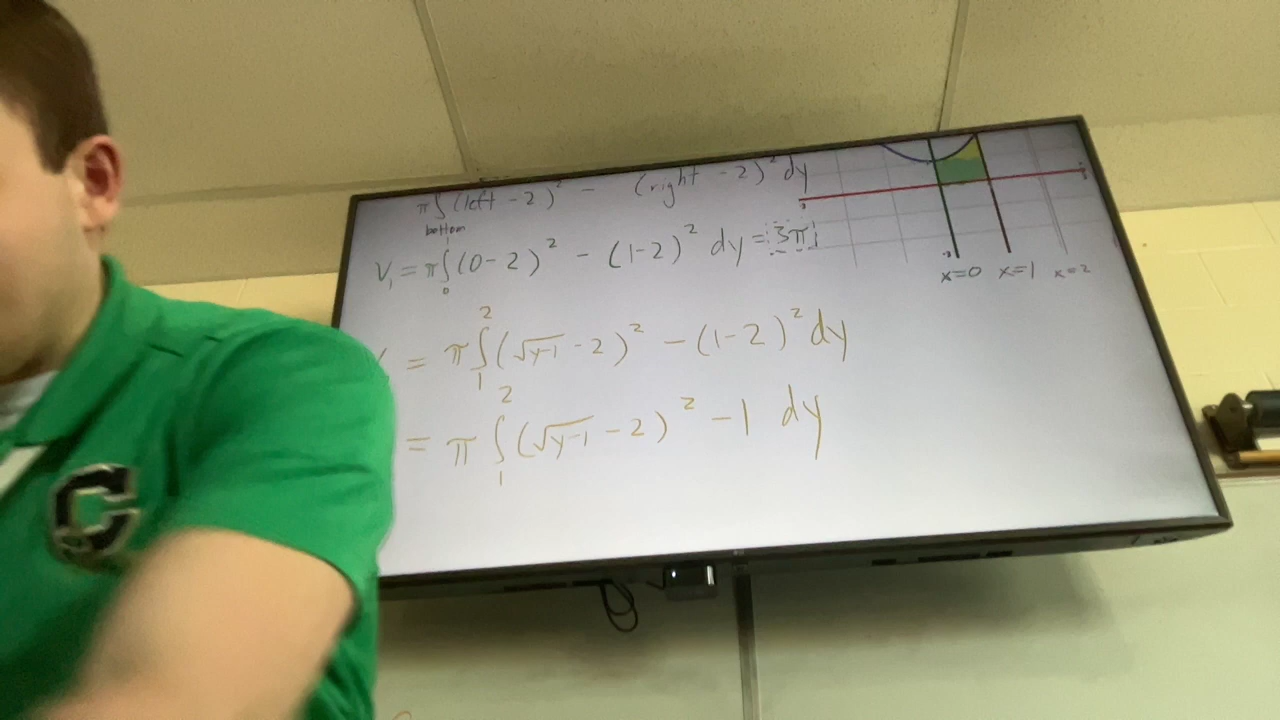 π∫(left - 2)² - (right - 2)² dy
bottom
V₁ = π∫₀¹(0-2)² - (1-2)² dy = 3π
= π∫₁²(√y-1 - 2)² - (1-2)² dy
= π∫₁²(√y-1 - 2)² - 1 dy
x=0 x=1 x=2
C